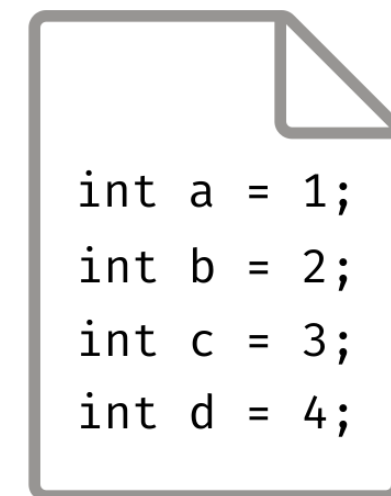 int a = 1;
int b = 2;
int c = 3;
int d = 4;